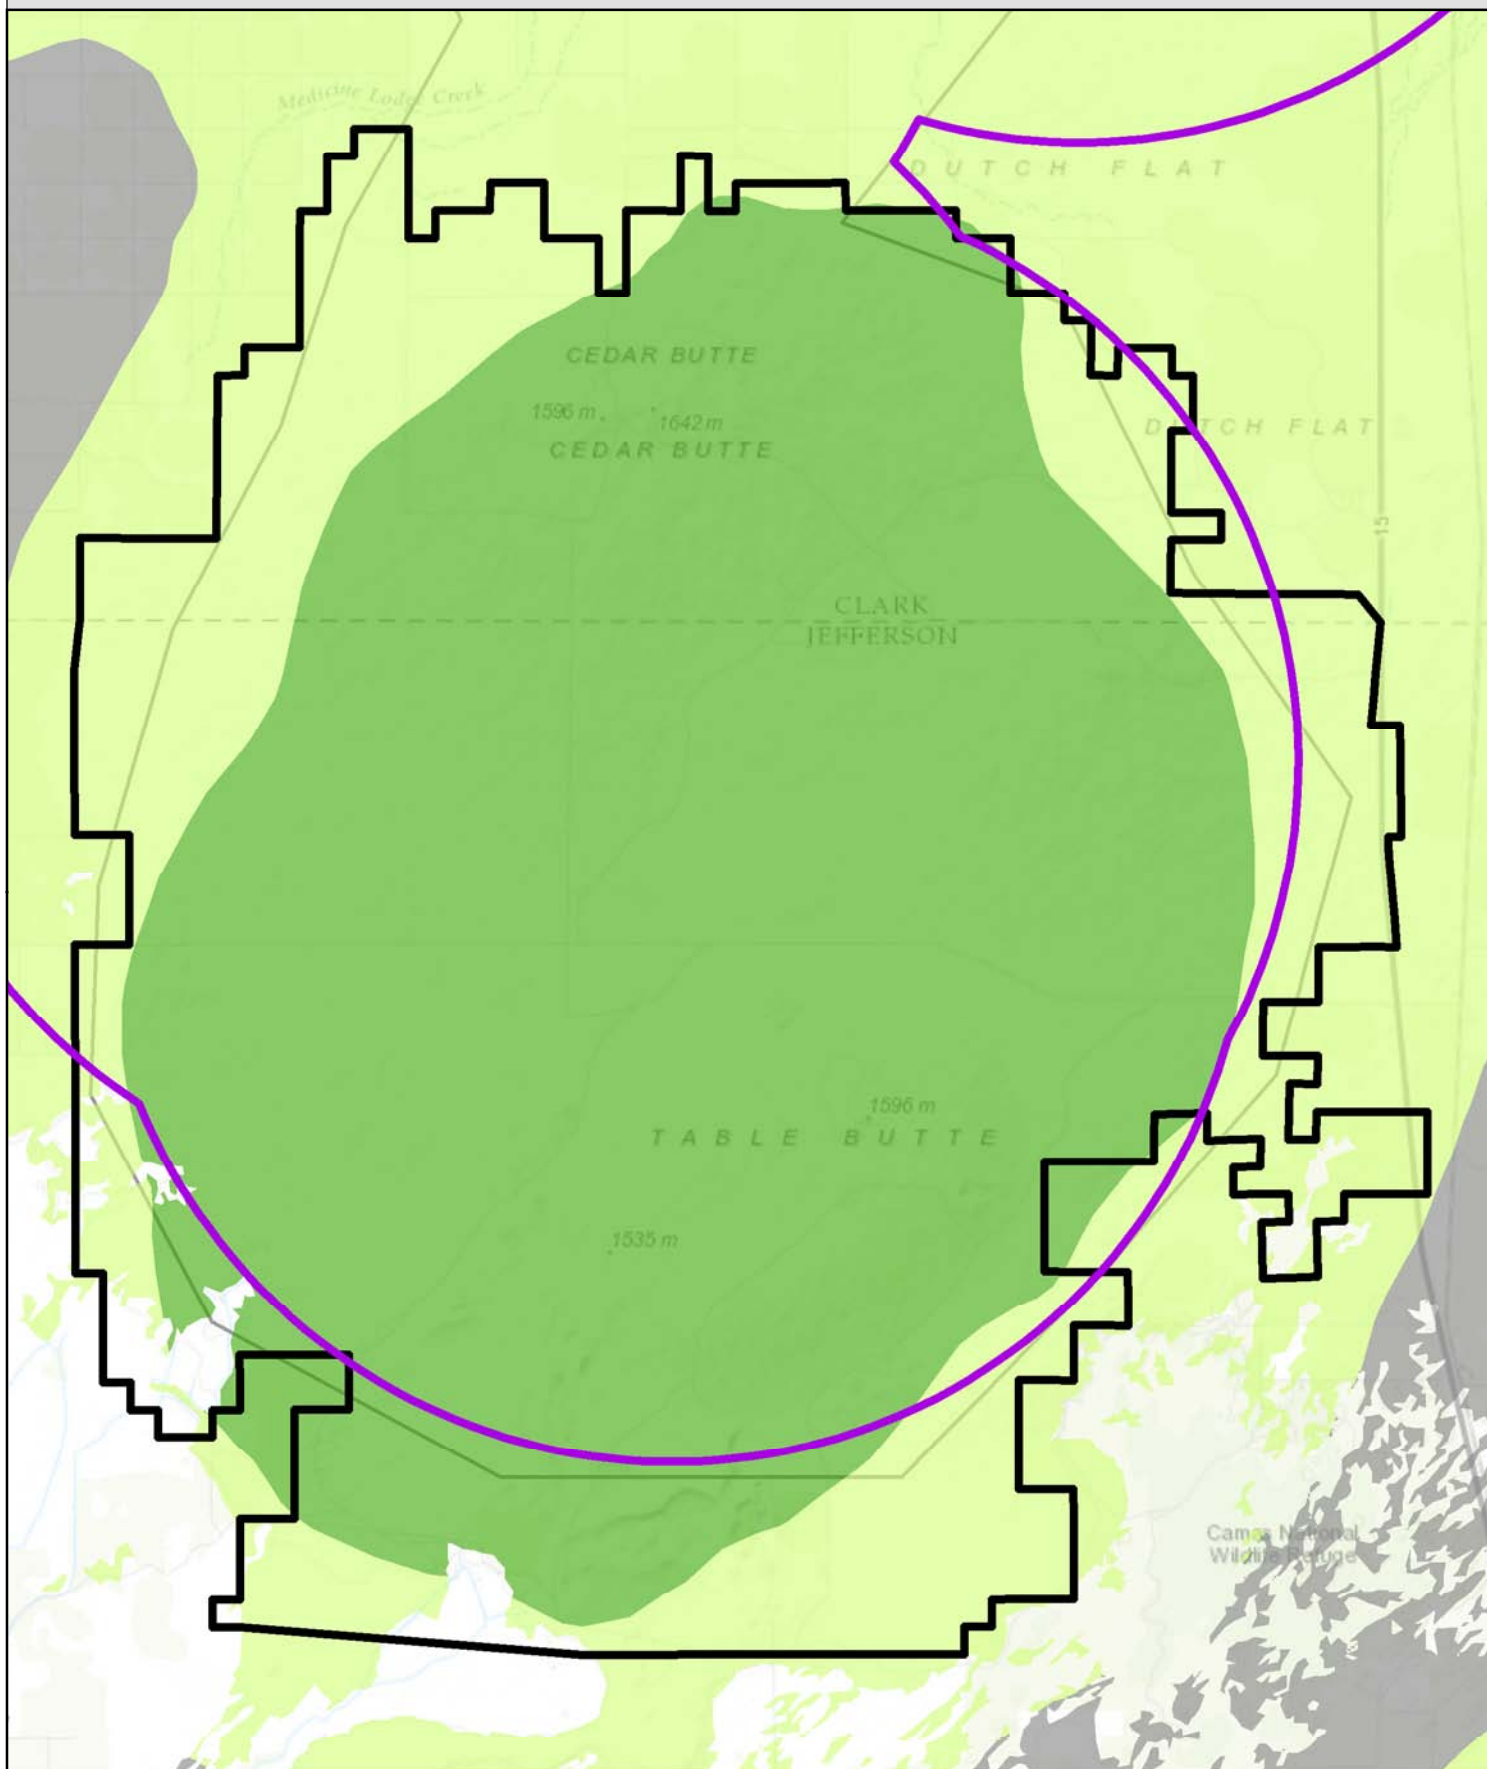 Medicine Lodge Creek
DUTCH FLAT
CEDAR BUTTE
1596 m
1642 m
CEDAR BUTTE
DUTCH FLAT
15
CLARK
JEFFERSON
1596 m
TABLE BUTTE
1535 m
Camas National
Wildlife Refuge